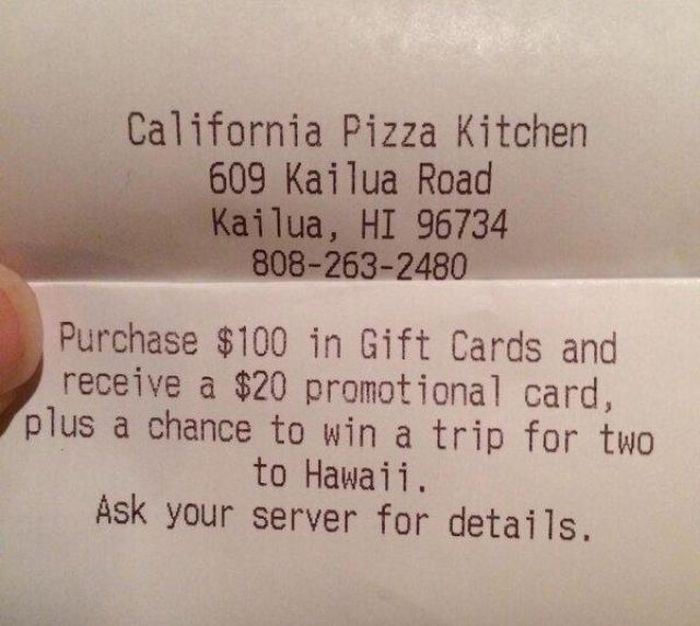 California Pizza Kitchen
609 Kailua Road
Kailua, HI 96734
808-263-2480
Purchase $100 in Gift Cards and
receive a $20 promotional card,
plus a chance to win a trip for two
to Hawaii.
Ask your server for details.